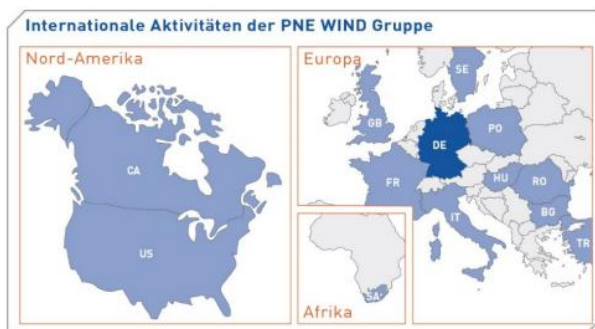 Internationale Aktivitäten der PNE WIND Gruppe
Nord-Amerika
CA
US
Europa
SE
GB
DE
PO
FR
HU
RO
IT
BG
TR
SA
Afrika